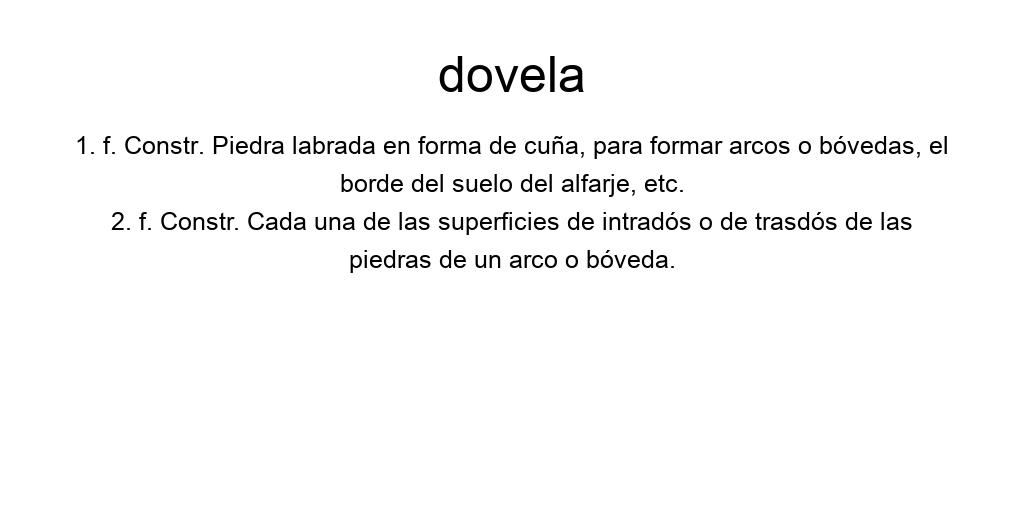 dovela
1. f. Constr. Piedra labrada en forma de cuña, para formar arcos o bóvedas, el
borde del suelo del alfarje, etc.
2. f. Constr. Cada una de las superficies de intradós o de trasdós de las
piedras de un arco o bóveda.